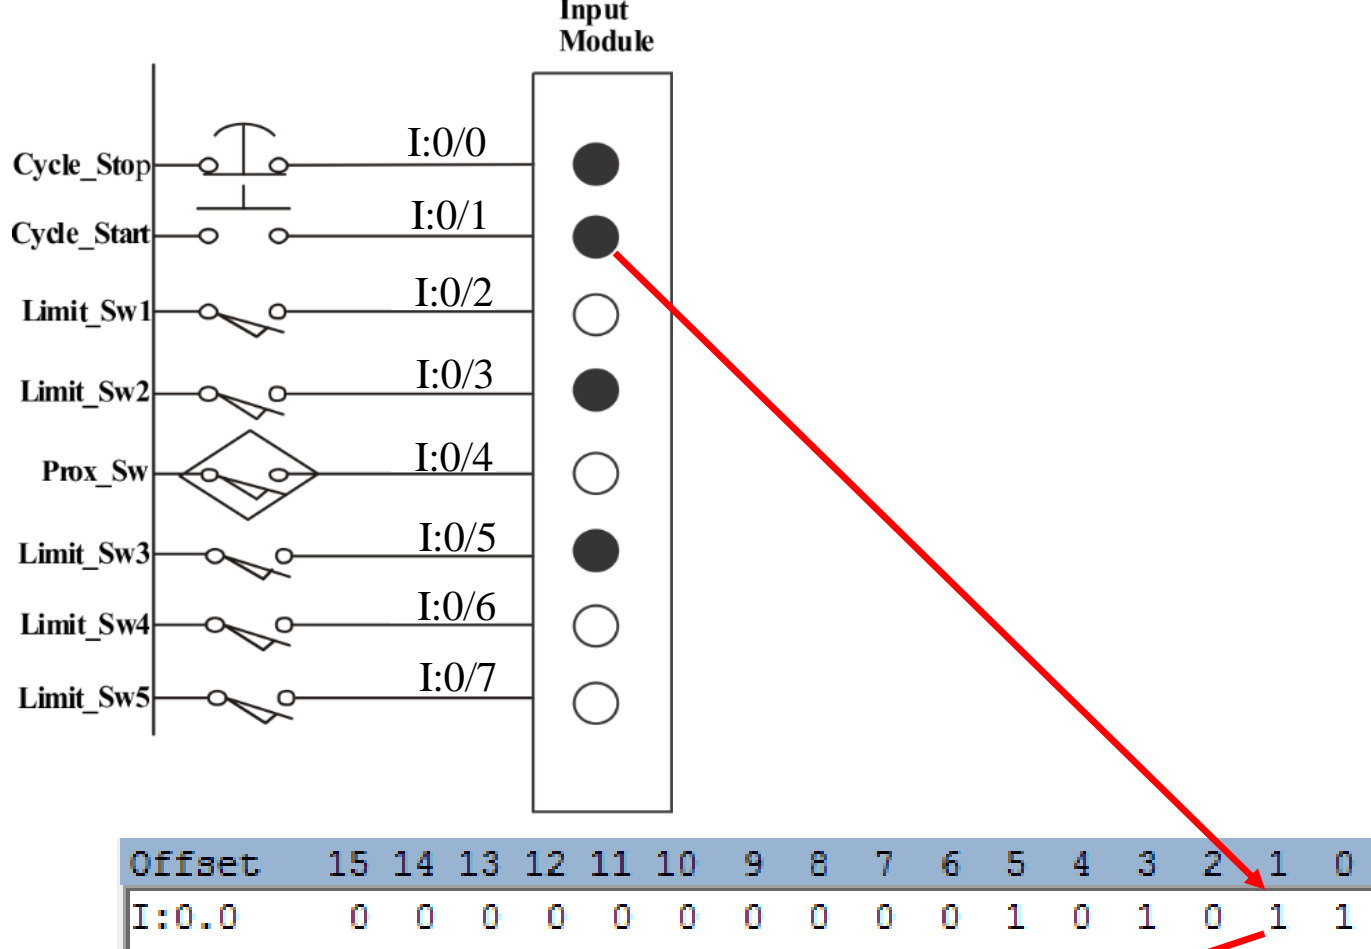 Input
Module
Cycle_Stop I:0/0
Cycle_Start I:0/1
Limit_Sw1 I:0/2
Limit_Sw2 I:0/3
Prox_Sw I:0/4
Limit_Sw3 I:0/5
Limit_Sw4 I:0/6
Limit_Sw5 I:0/7
Offset 15 14 13 12 11 10 9 8 7 6 5 4 3 2 1 0
I:0.0 0 0 0 0 0 0 0 0 0 0 1 0 1 0 1 1